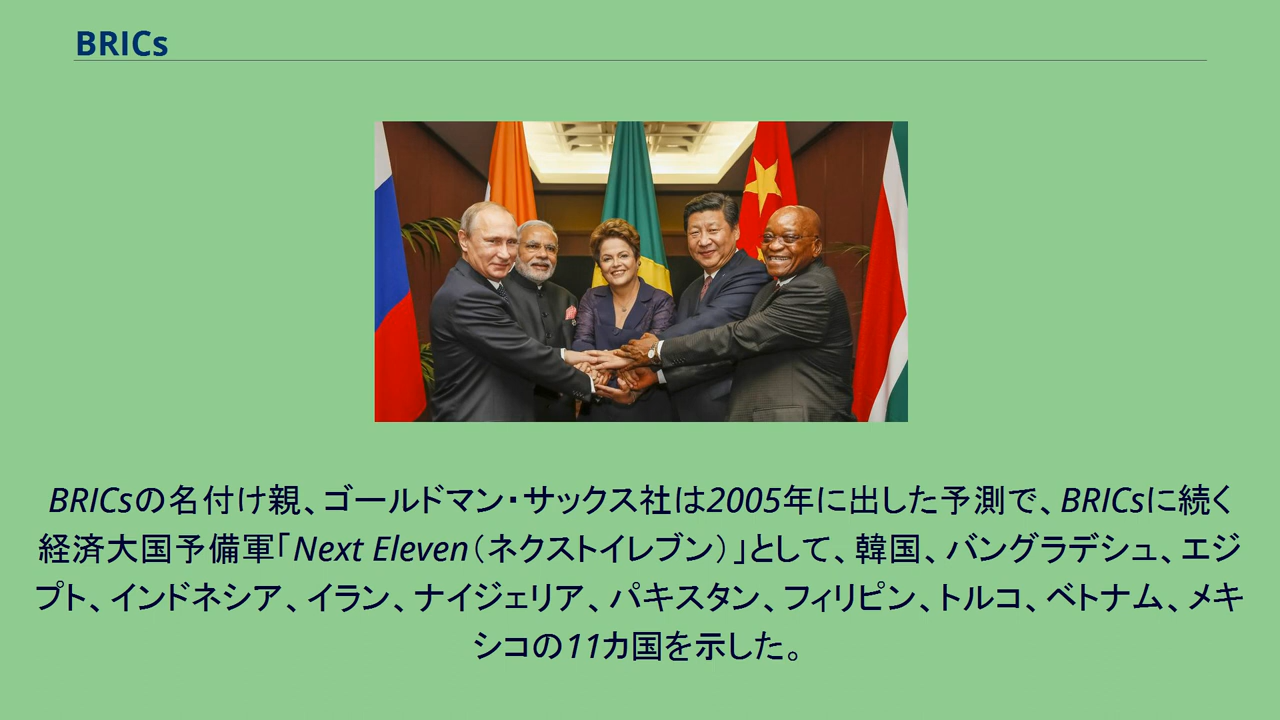 BRICs
BRICsの名付け親、ゴールドマン・サックス社は2005年に出した予測で、BRICsに続く
経済大国予備軍「Next Eleven（ネクストイレブン）」として、韓国、バングラデシュ、エジ
プト、インドネシア、イラン、ナイジェリア、パキスタン、フィリピン、トルコ、ベトナム、メキ
シコの11カ国を示した。